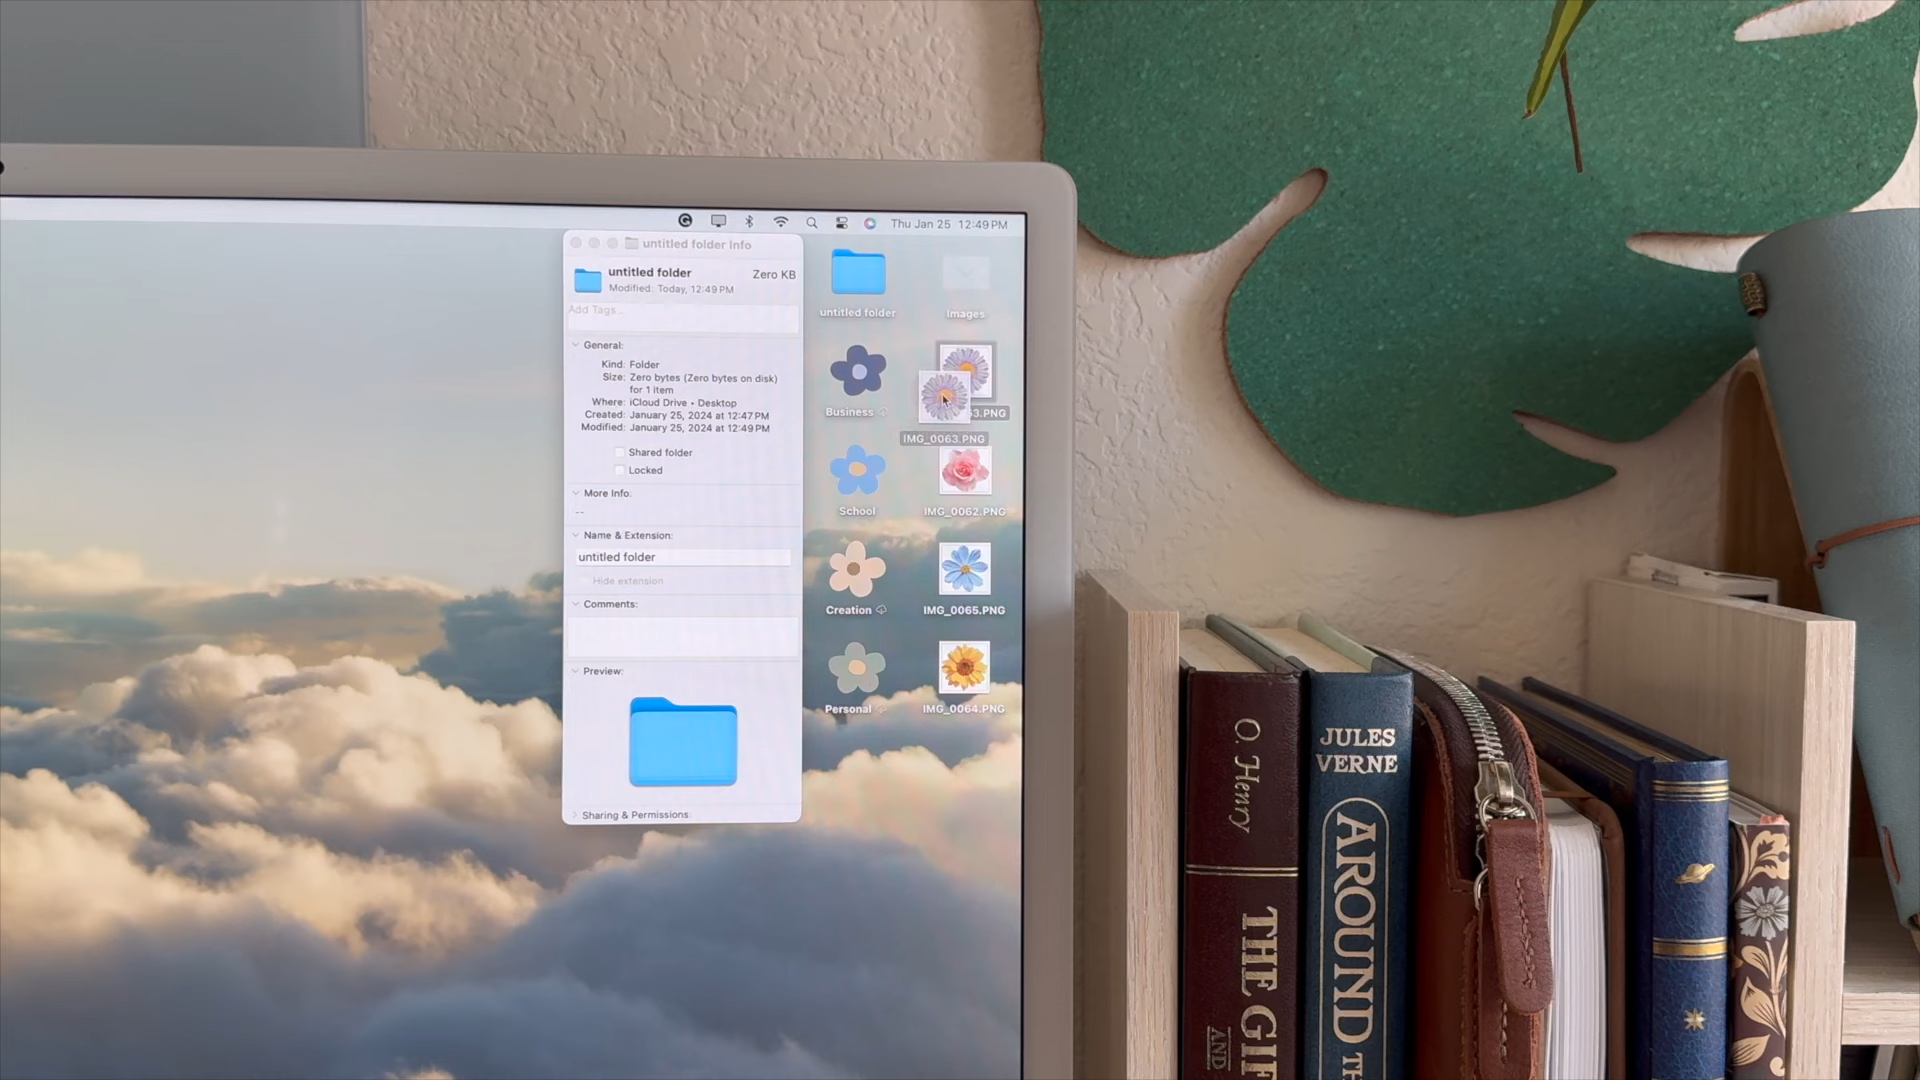 Thu Jan 25 12:49 PM
untitled folder Info
untitled folder
Zero KB
Modified: Today, 12:49 PM
Add Tags...
General:
Kind: Folder
Size: Zero bytes (Zero bytes on disk)
for 1 item
Where: iCloud Drive • Desktop
Created: January 25, 2024 at 12:47 PM
Modified: January 25, 2024 at 12:49 PM
Shared folder
Locked
More Info:
--
Name & Extension:
untitled folder
Hide extension
Comments:
Preview:
Sharing & Permissions:
untitled folder
Images
Business
3.PNG
IMG_0063.PNG
School
IMG_0062.PNG
Creation
IMG_0065.PNG
Personal
IMG_0064.PNG
O. Henry
THE GIF
AND
JULES
VERNE
AROUND TH